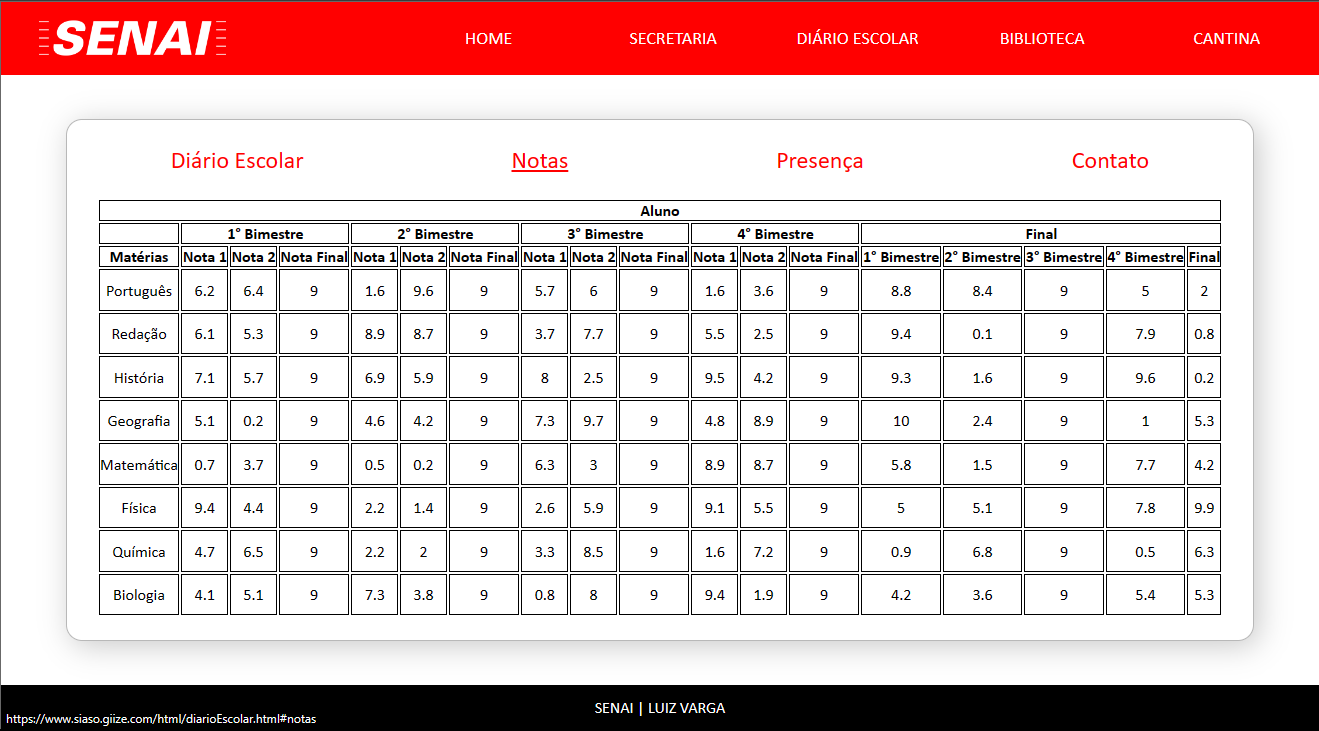 SENAI HOME SECRETARIA DIÁRIO ESCOLAR BIBLIOTECA CANTINA
Diário Escolar Notas Presença Contato
Aluno
1° Bimestre 2° Bimestre 3° Bimestre 4° Bimestre Final
Matérias Nota 1 Nota 2 Nota Final Nota 1 Nota 2 Nota Final Nota 1 Nota 2 Nota Final Nota 1 Nota 2 Nota Final 1° Bimestre 2° Bimestre 3° Bimestre 4° Bimestre Final
Português 6.2 6.4 9 1.6 9.6 9 5.7 6 9 1.6 3.6 9 8.8 8.4 9 5 2
Redação 6.1 5.3 9 8.9 8.7 9 3.7 7.7 9 5.5 2.5 9 9.4 0.1 9 7.9 0.8
História 7.1 5.7 9 6.9 5.9 9 8 2.5 9 9.5 4.2 9 9.3 1.6 9 9.6 0.2
Geografia 5.1 0.2 9 4.6 4.2 9 7.3 9.7 9 4.8 8.9 9 10 2.4 9 1 5.3
Matemática 0.7 3.7 9 0.5 0.2 9 6.3 3 9 8.9 8.7 9 5.8 1.5 9 7.7 4.2
Física 9.4 4.4 9 2.2 1.4 9 2.6 5.9 9 9.1 5.5 9 5 5.1 9 7.8 9.9
Química 4.7 6.5 9 2.2 2 9 3.3 8.5 9 1.6 7.2 9 0.9 6.8 9 0.5 6.3
Biologia 4.1 5.1 9 7.3 3.8 9 0.8 8 9 9.4 1.9 9 4.2 3.6 9 5.4 5.3
SENAI | LUIZ VARGA
https://www.siaso.giize.com/html/diarioEscolar.html#notas